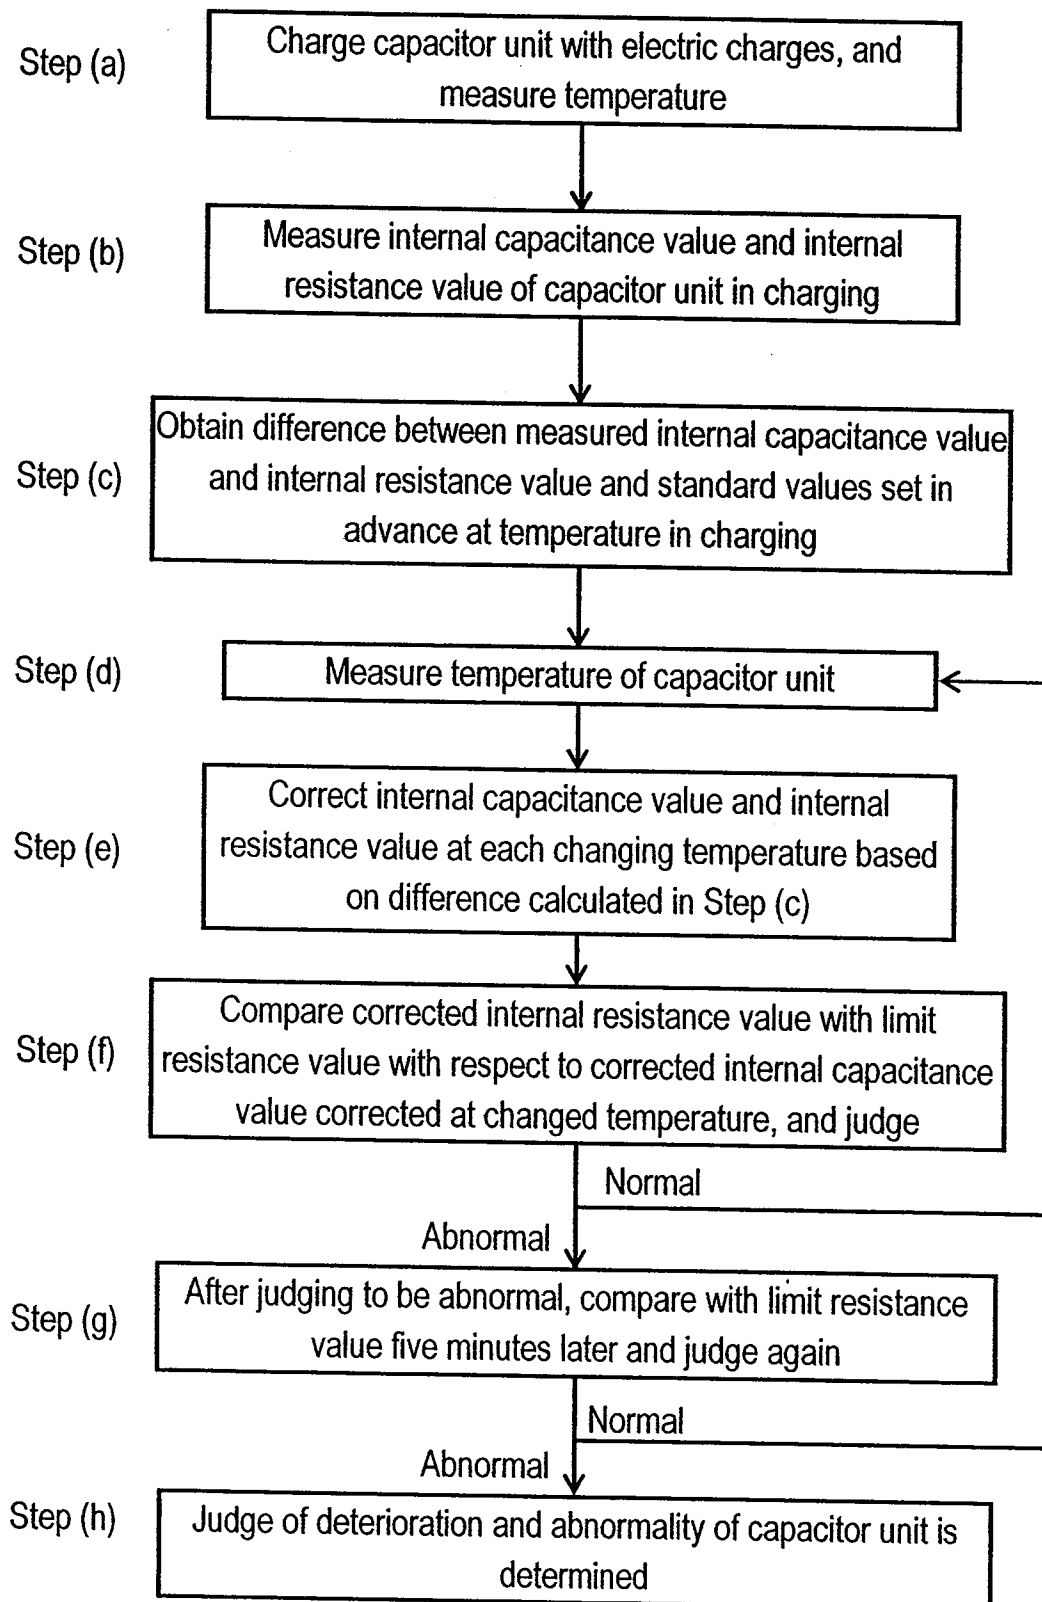 Step (a)
Charge capacitor unit with electric charges, and
measure temperature
Step (b)
Measure internal capacitance value and internal
resistance value of capacitor unit in charging
Step (c)
Obtain difference between measured internal capacitance value
and internal resistance value and standard values set in
advance at temperature in charging
Step (d)
Measure temperature of capacitor unit
Step (e)
Correct internal capacitance value and internal
resistance value at each changing temperature based
on difference calculated in Step (c)
Step (f)
Compare corrected internal resistance value with limit
resistance value with respect to corrected internal capacitance
value corrected at changed temperature, and judge
Normal
Abnormal
Step (g)
After judging to be abnormal, compare with limit resistance
value five minutes later and judge again
Normal
Abnormal
Step (h)
Judge of deterioration and abnormality of capacitor unit is
determined